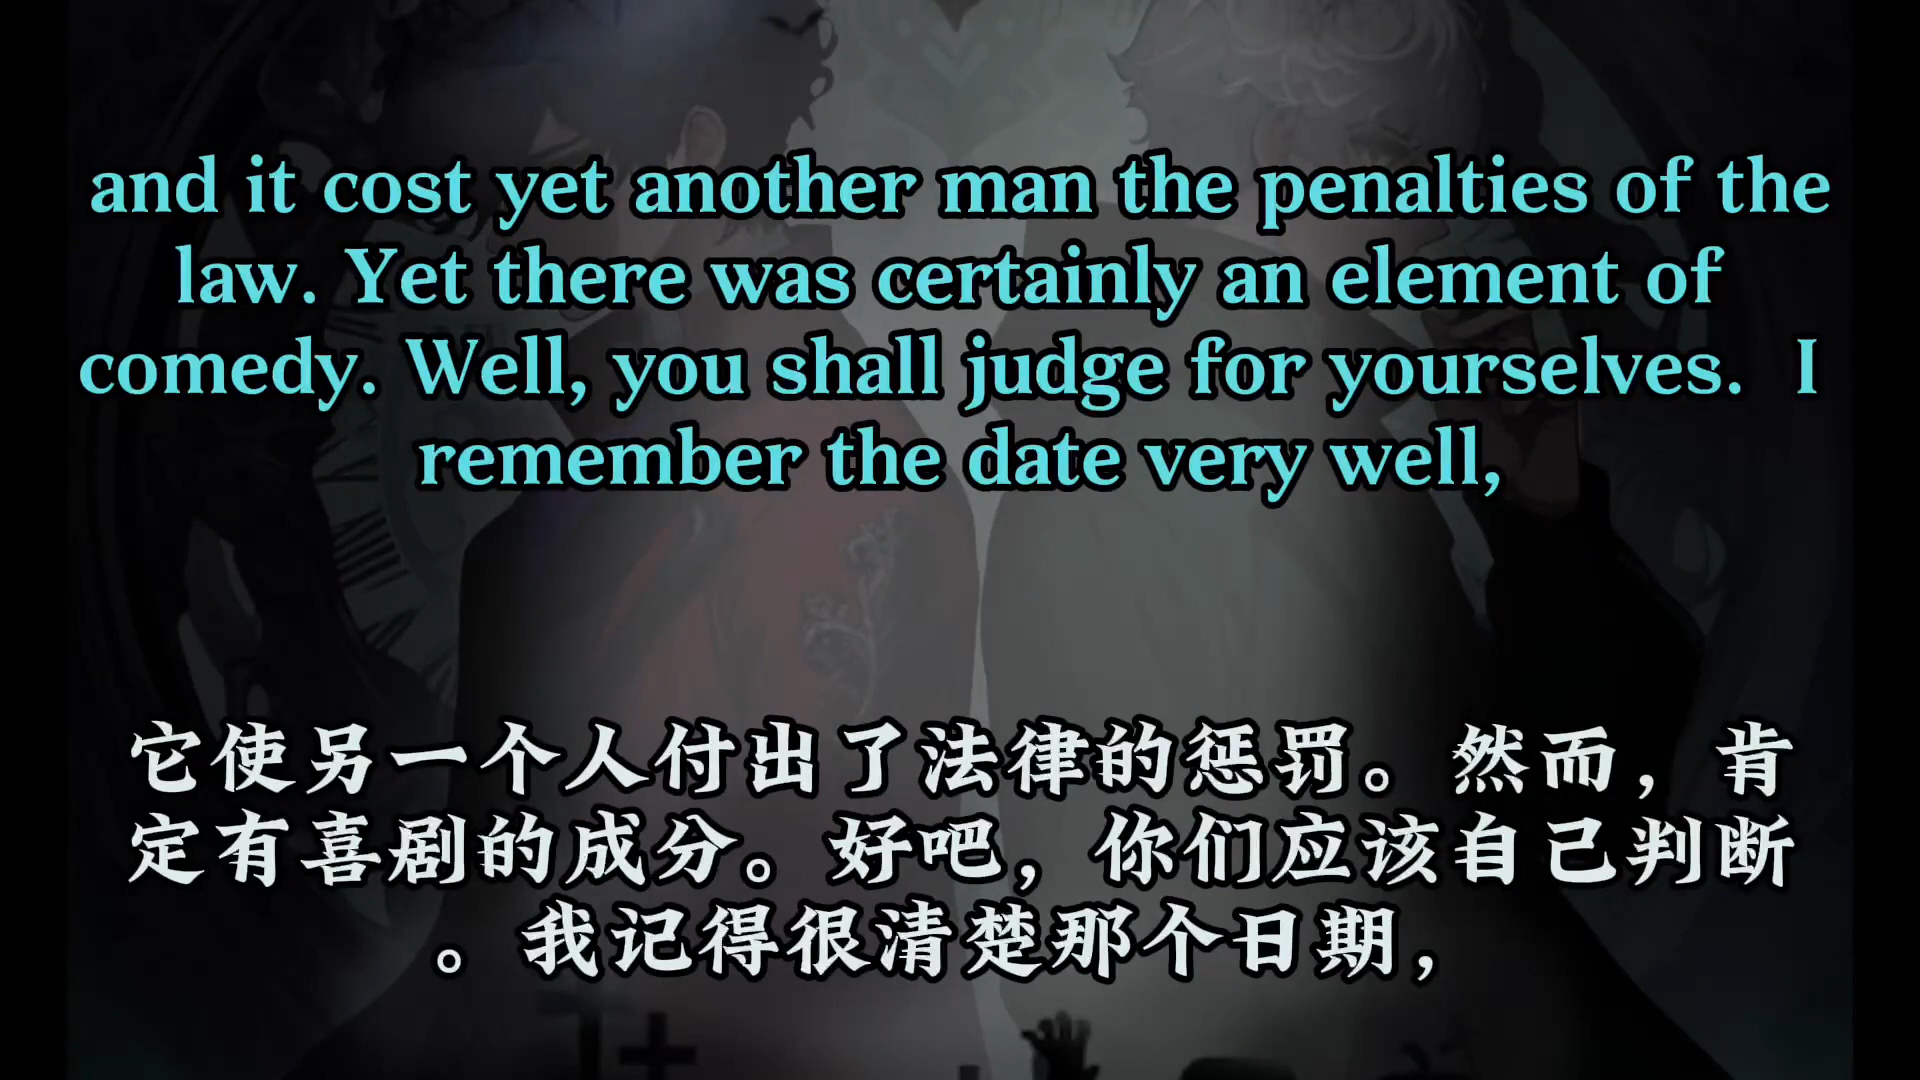 and it cost yet another man the penalties of the
law. Yet there was certainly an element of
comedy. Well, you shall judge for yourselves. I
remember the date very well,
它使另一个人付出了法律的惩罚。然而，肯
定有喜剧的成分。好吧，你们应该自己判断
。我记得很清楚那个日期，